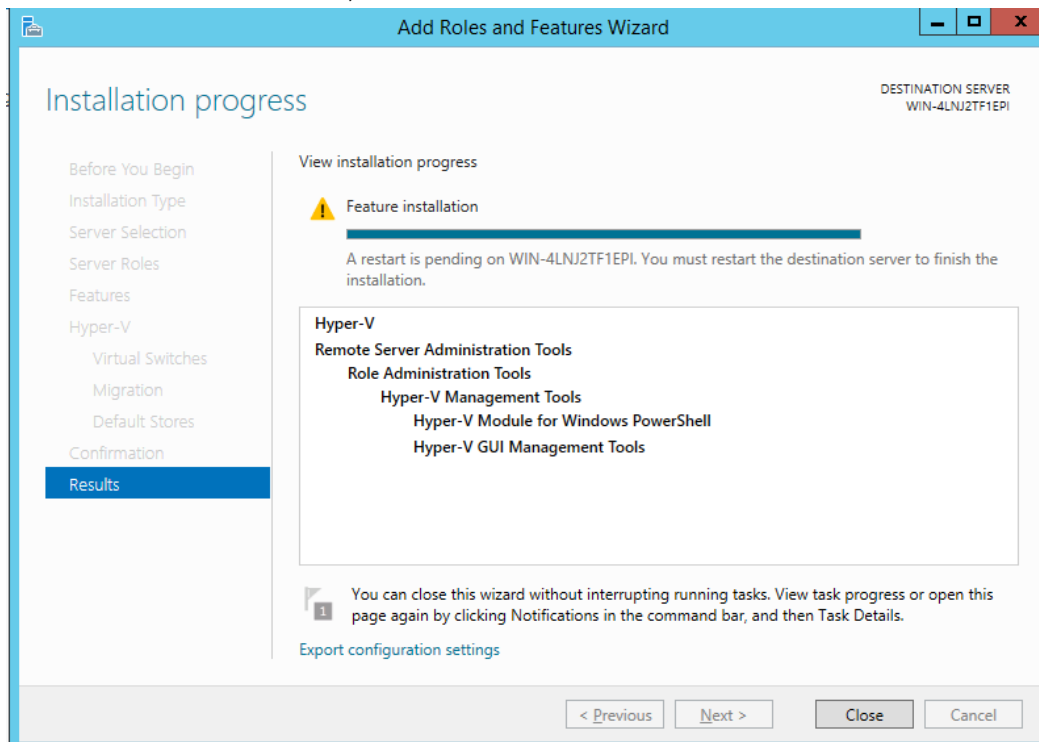 Add Roles and Features Wizard
Installation progress
DESTINATION SERVER
WIN-4LNJ2TF1EPI
Before You Begin
Installation Type
Server Selection
Server Roles
Features
Hyper-V
Virtual Switches
Migration
Default Stores
Confirmation
Results
View installation progress
Feature installation
A restart is pending on WIN-4LNJ2TF1EPI. You must restart the destination server to finish the
installation.
Hyper-V
Remote Server Administration Tools
Role Administration Tools
Hyper-V Management Tools
Hyper-V Module for Windows PowerShell
Hyper-V GUI Management Tools
1
You can close this wizard without interrupting running tasks. View task progress or open this
page again by clicking Notifications in the command bar, and then Task Details.
Export configuration settings
< Previous
Next >
Close
Cancel